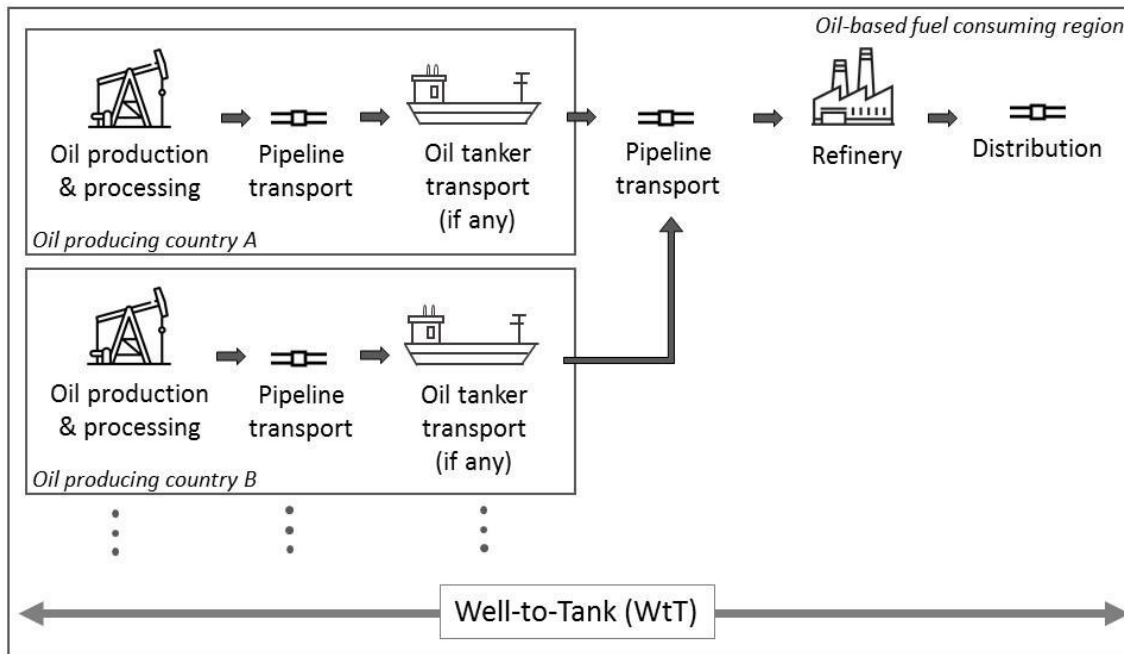 Oil-based fuel consuming region
Oil production
& processing
Pipeline
transport
Oil tanker
transport
(if any)
Oil producing country A
Pipeline
transport
Refinery
Distribution
Oil production
& processing
Pipeline
transport
Oil tanker
transport
(if any)
Oil producing country B
Well-to-Tank (WtT)